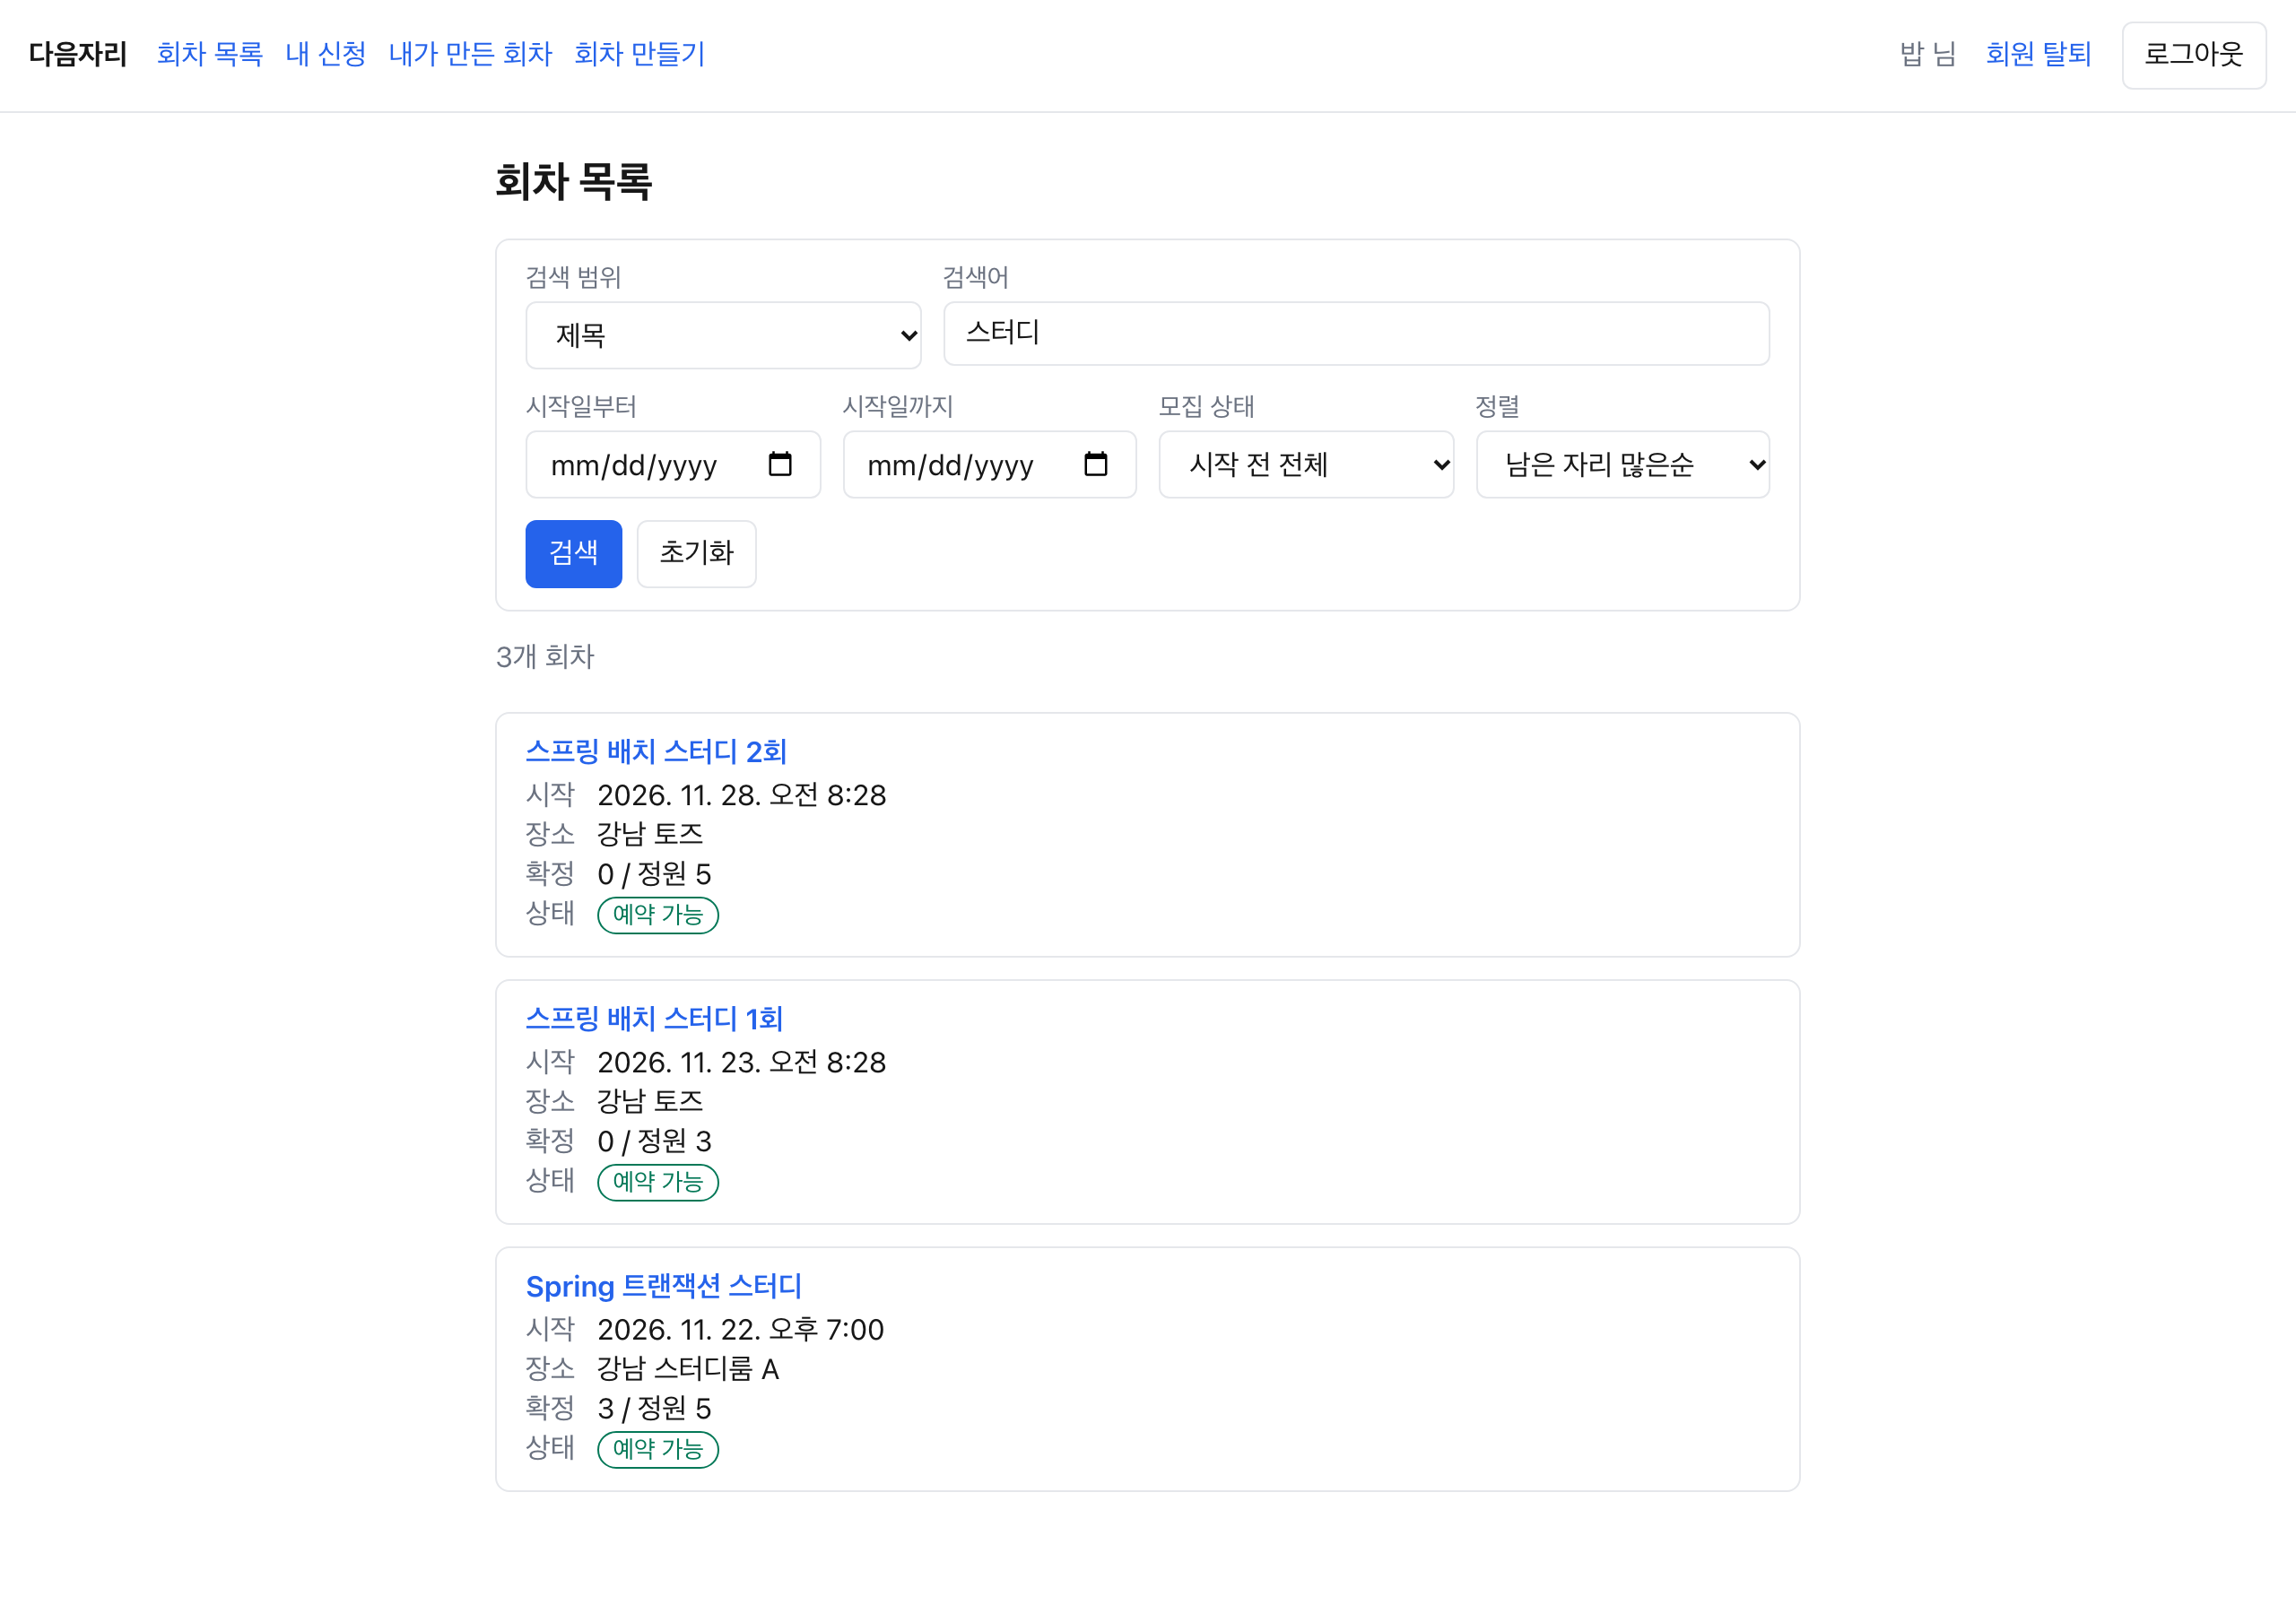 다음자리 회차 목록 내 신청 내가 만든 회차 회차 만들기 밥 님 회원 탈퇴 로그아웃
회차 목록
검색 범위 검색어
제목 스터디
시작일부터 시작일까지 모집 상태 정렬
mm/dd/yyyy mm/dd/yyyy 시작 전 전체 남은 자리 많은순
검색 초기화
3개 회차
스프링 배치 스터디 2회
시작 2026. 11. 28. 오전 8:28
장소 강남 토즈
확정 0 / 정원 5
상태 예약 가능
스프링 배치 스터디 1회
시작 2026. 11. 23. 오전 8:28
장소 강남 토즈
확정 0 / 정원 3
상태 예약 가능
Spring 트랜잭션 스터디
시작 2026. 11. 22. 오후 7:00
장소 강남 스터디룸 A
확정 3 / 정원 5
상태 예약 가능